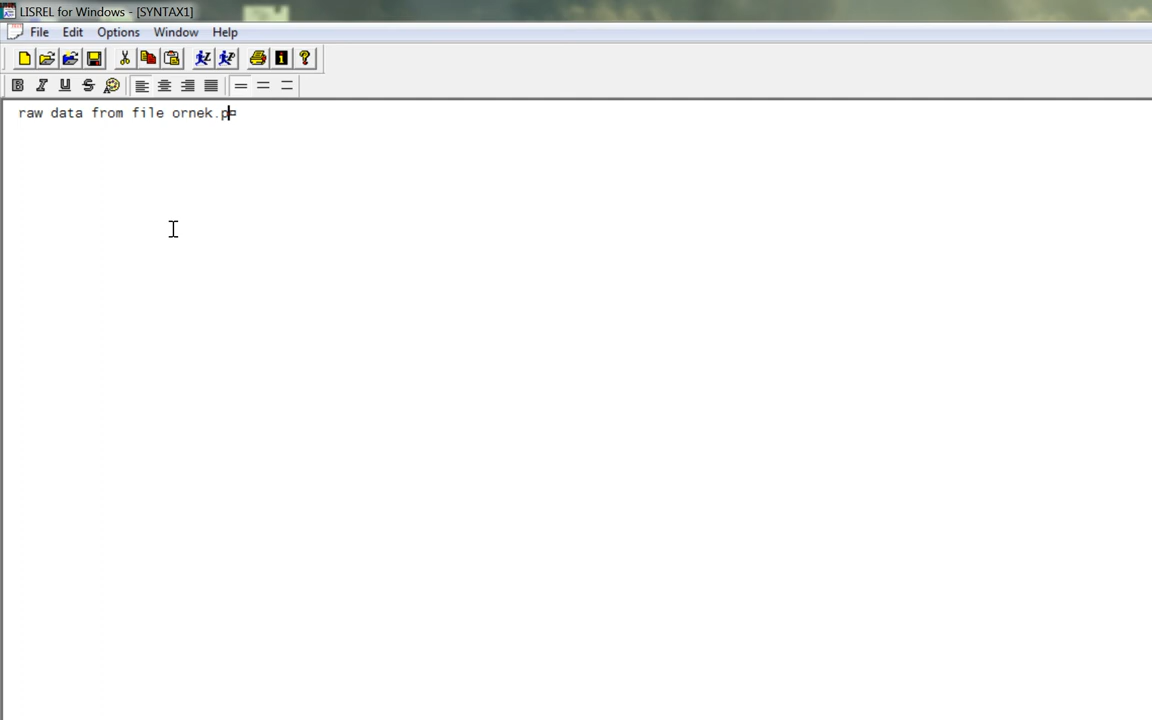 LISREL for Windows - [SYNTAX1]
File Edit Options Window Help
B I U S
raw data from file ornek.p